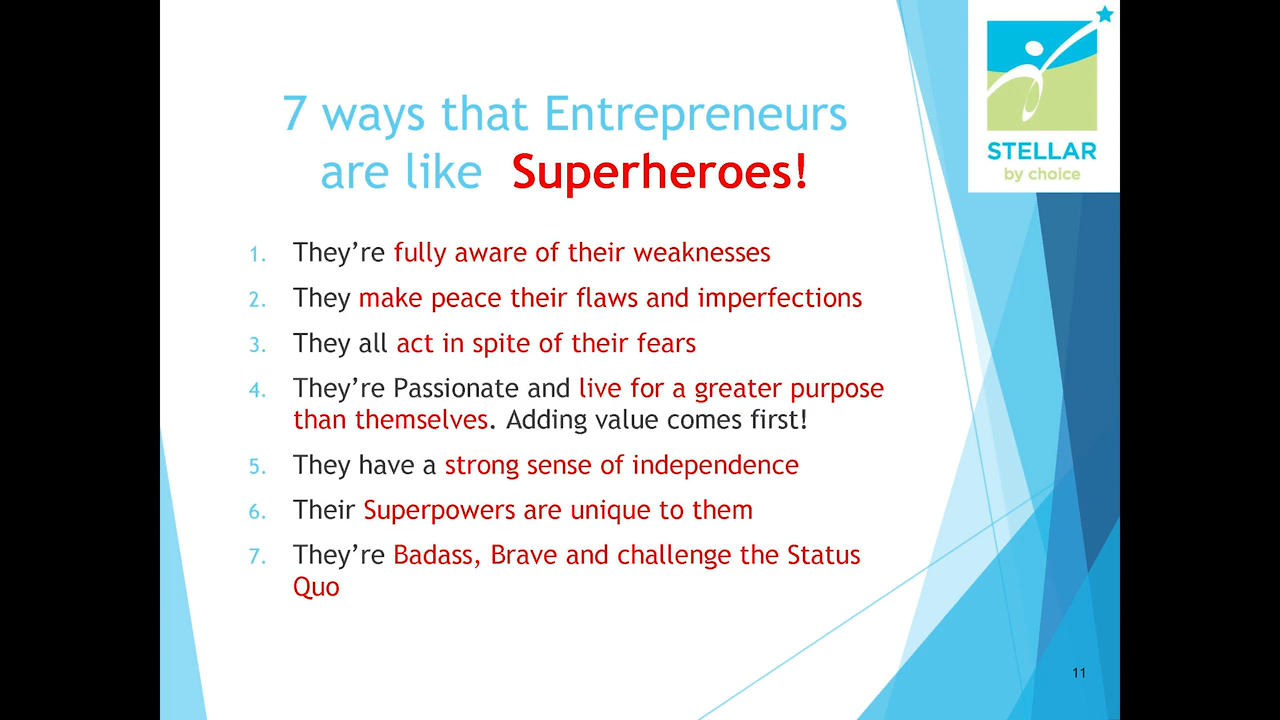 7 ways that Entrepreneurs
are like Superheroes!
STELLAR
by choice
1. They’re fully aware of their weaknesses
2. They make peace their flaws and imperfections
3. They all act in spite of their fears
4. They’re Passionate and live for a greater purpose
than themselves. Adding value comes first!
5. They have a strong sense of independence
6. Their Superpowers are unique to them
7. They’re Badass, Brave and challenge the Status
Quo
11